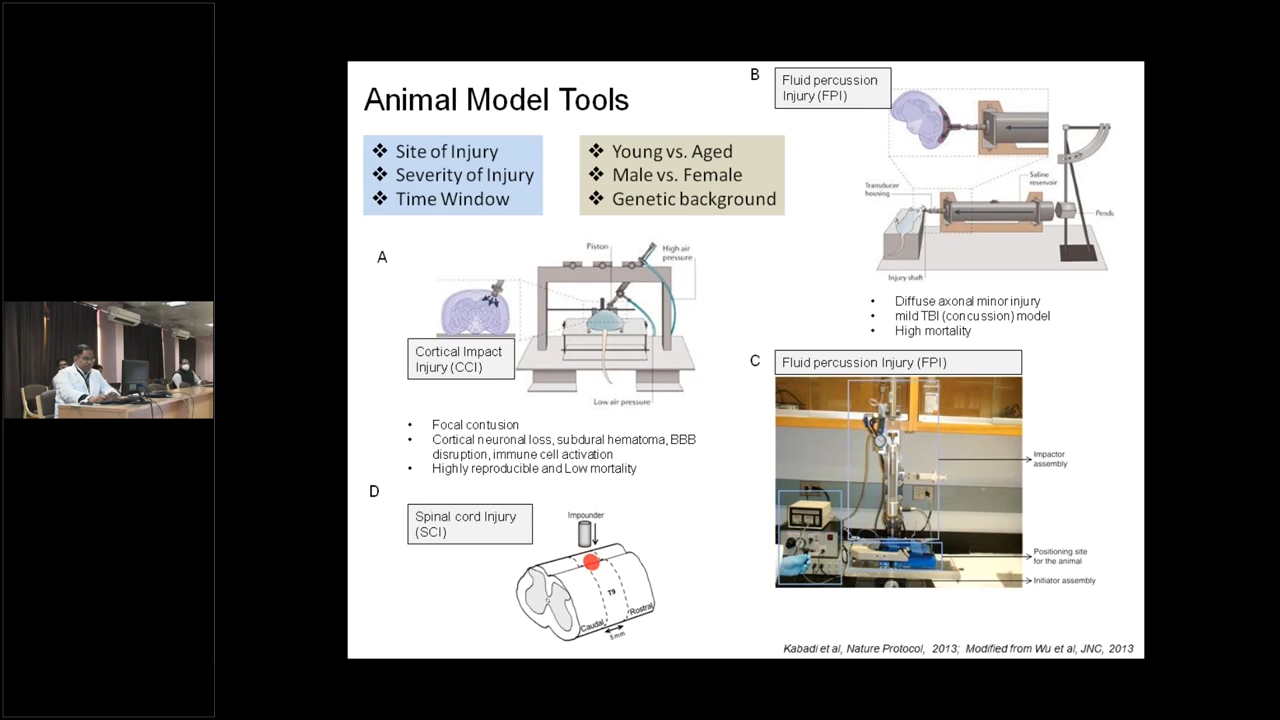 Animal Model Tools
❖ Site of Injury
❖ Severity of Injury
❖ Time Window
❖ Young vs. Aged
❖ Male vs. Female
❖ Genetic background
A
Piston
High air
pressure
Cortical Impact
Injury (CCI)
Low air pressure
• Focal contusion
• Cortical neuronal loss, subdural hematoma, BBB
disruption, immune cell activation
• Highly reproducible and Low mortality
B
Fluid percussion
Injury (FPI)
Transducer
housing
Saline
reservoir
Pendu
Injury shaft
• Diffuse axonal minor injury
• mild TBI (concussion) model
• High mortality
C
Fluid percussion Injury (FPI)
Impactor
assembly
Positioning site
for the animal
Initiator assembly
D
Spinal cord Injury
(SCI)
Impounder
T9
Caudal
Rostral
5 mm
Kabadi et al, Nature Protocol, 2013; Modified from Wu et al, JNC, 2013